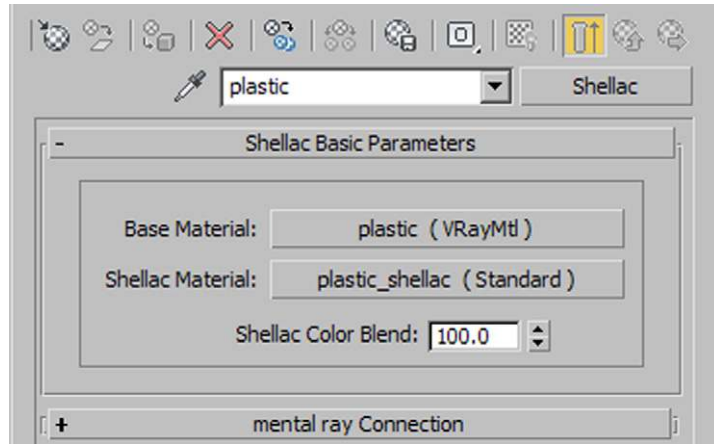 plastic Shellac
- Shellac Basic Parameters
Base Material: plastic ( VRayMtl )
Shellac Material: plastic_shellac ( Standard )
Shellac Color Blend: 100.0
+ mental ray Connection